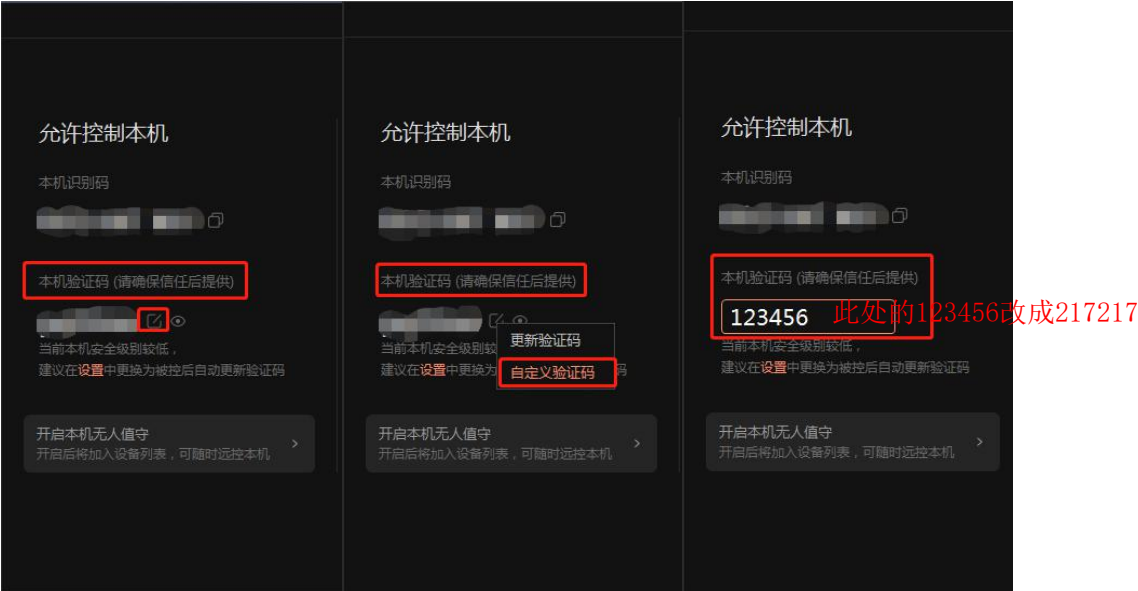 允许控制本机
本机识别码
本机验证码 (请确保信任后提供)
当前本机安全级别较低，
建议在设置中更换为被控后自动更新验证码
开启本机无人值守
开启后将加入设备列表，可随时远控本机
允许控制本机
本机识别码
本机验证码 (请确保信任后提供)
更新验证码
自定义验证码
当前本机安全级别较
建议在设置中更换为
码
开启本机无人值守
开启后将加入设备列表，可随时远控本机
允许控制本机
本机识别码
本机验证码 (请确保信任后提供)
123456
此处的123456改成217217
当前本机安全级别较低，
建议在设置中更换为被控后自动更新验证码
开启本机无人值守
开启后将加入设备列表，可随时远控本机